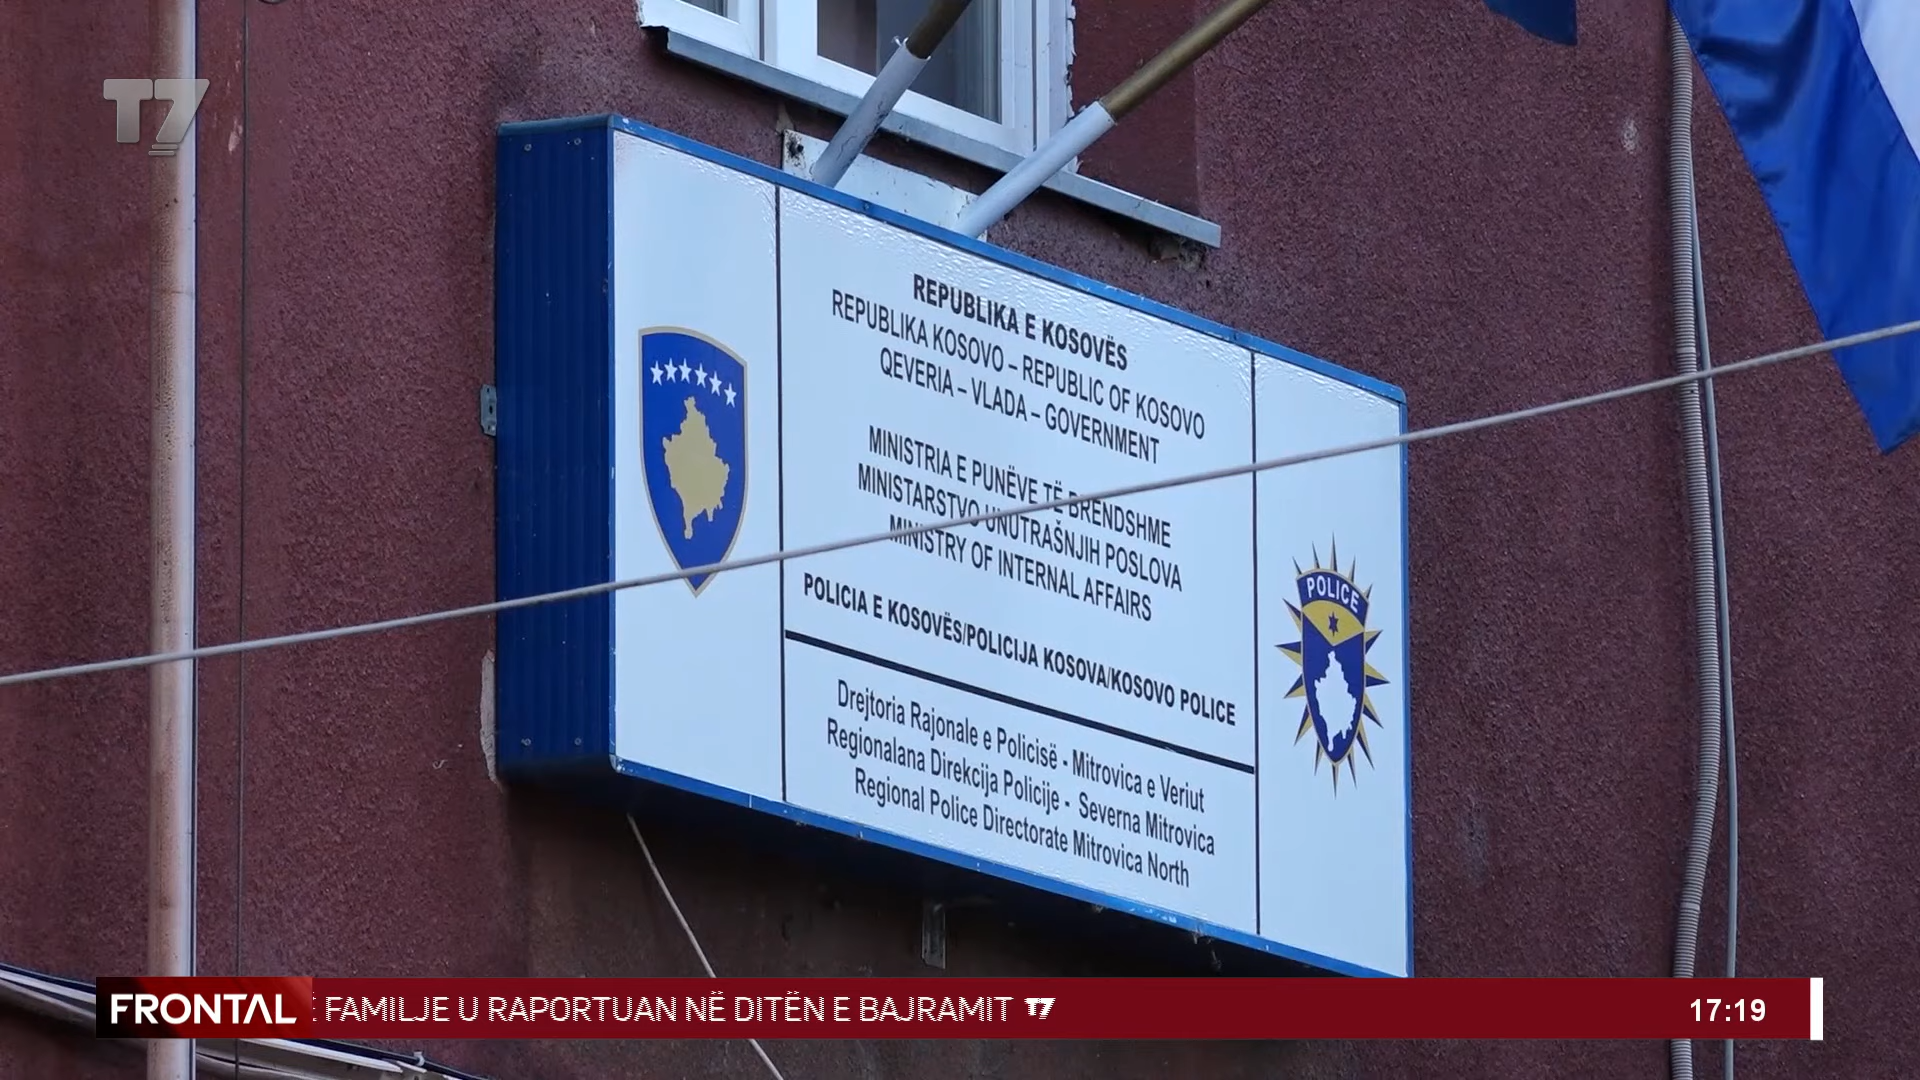 T7
REPUBLIKA E KOSOVËS
REPUBLIKA KOSOVO – REPUBLIC OF KOSOVO
QEVERIA – VLADA – GOVERNMENT
MINISTRIA E PUNËVE TË BRENDSHME
MINISTARSTVO UNUTRAŠNJIH POSLOVA
MINISTRY OF INTERNAL AFFAIRS
POLICIA E KOSOVËS/POLICIJA KOSOVA/KOSOVO POLICE
Drejtoria Rajonale e Policisë - Mitrovica e Veriut
Regionalana Direkcija Policije - Severna Mitrovica
Regional Police Directorate Mitrovica North
POLICE
FRONTAL
FAMILJE U RAPORTUAN NË DITËN E BAJRAMIT T7
17:19